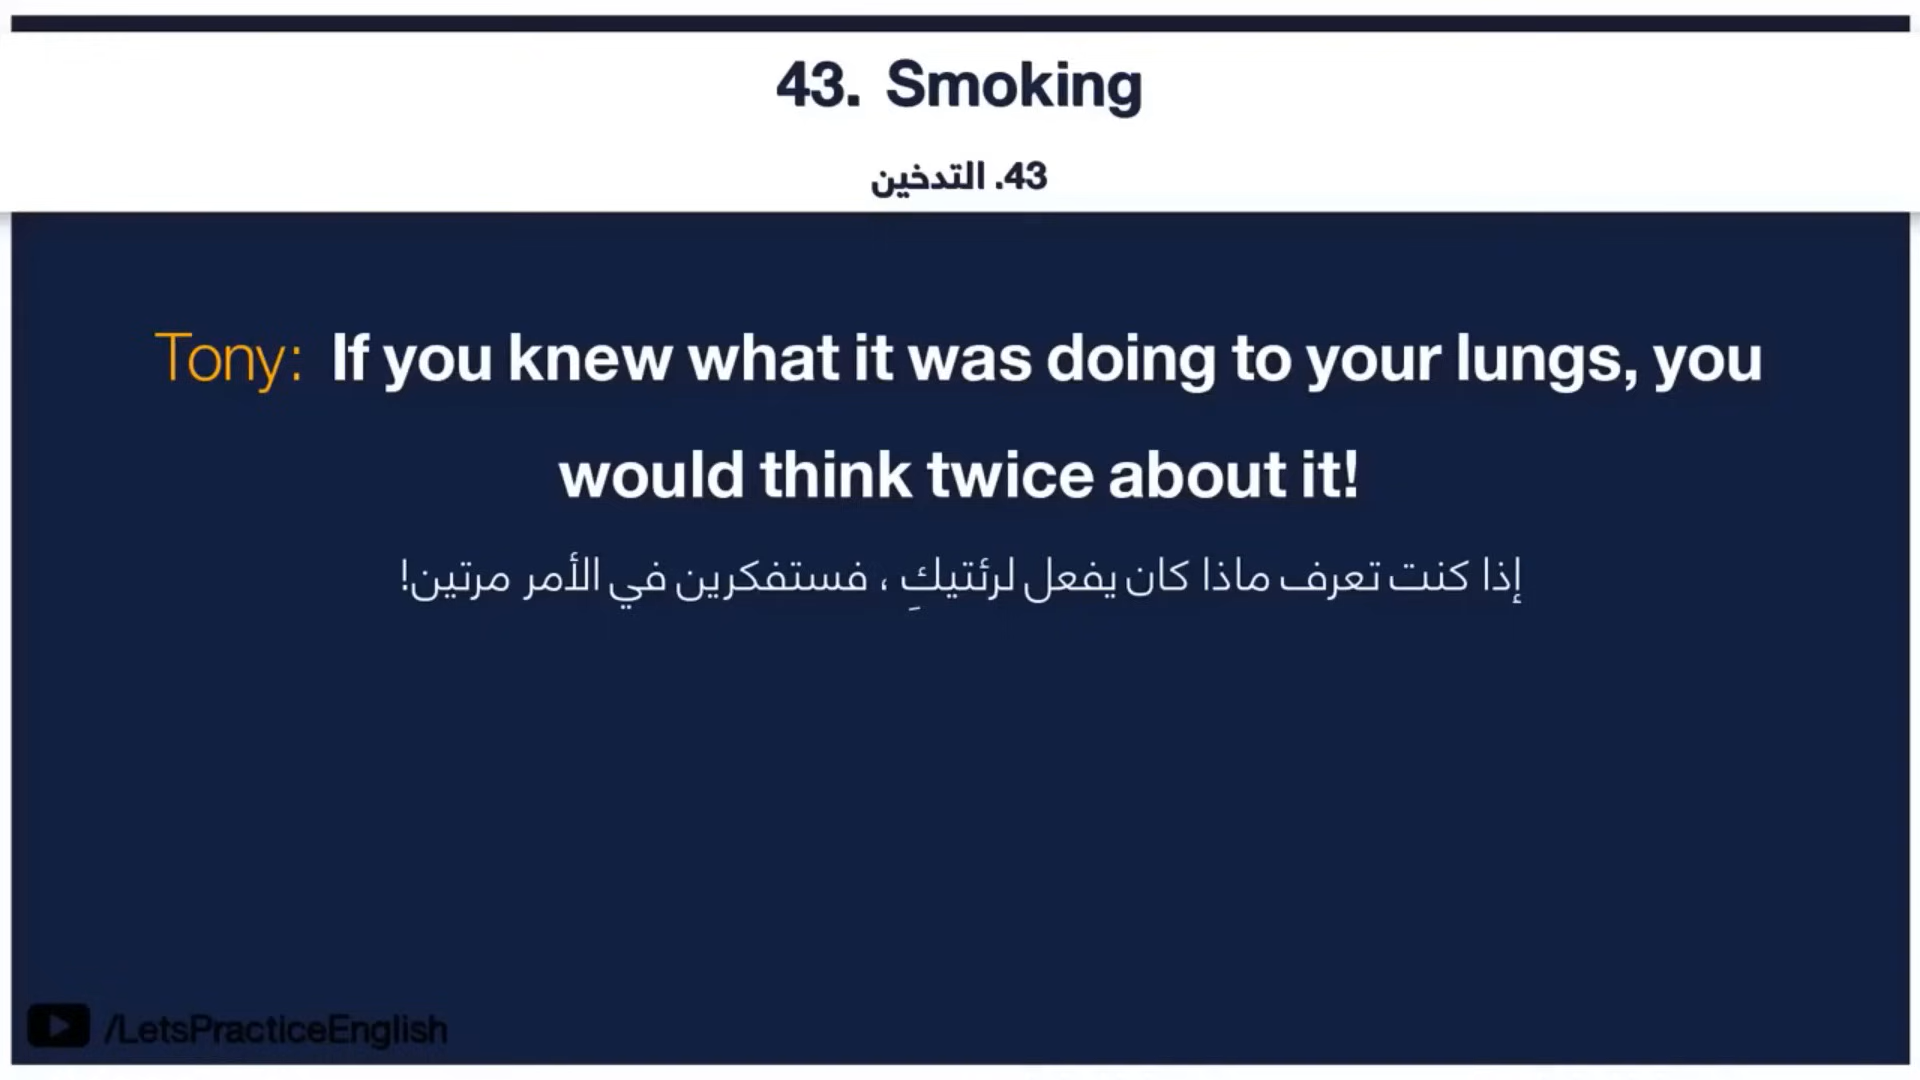 43. Smoking
43. التدخين
Tony: If you knew what it was doing to your lungs, you
would think twice about it!
إذا كنت تعرف ماذا كان يفعل لرئتيكِ ، فستفكرين في الأمر مرتين!
/LetsPracticeEnglish